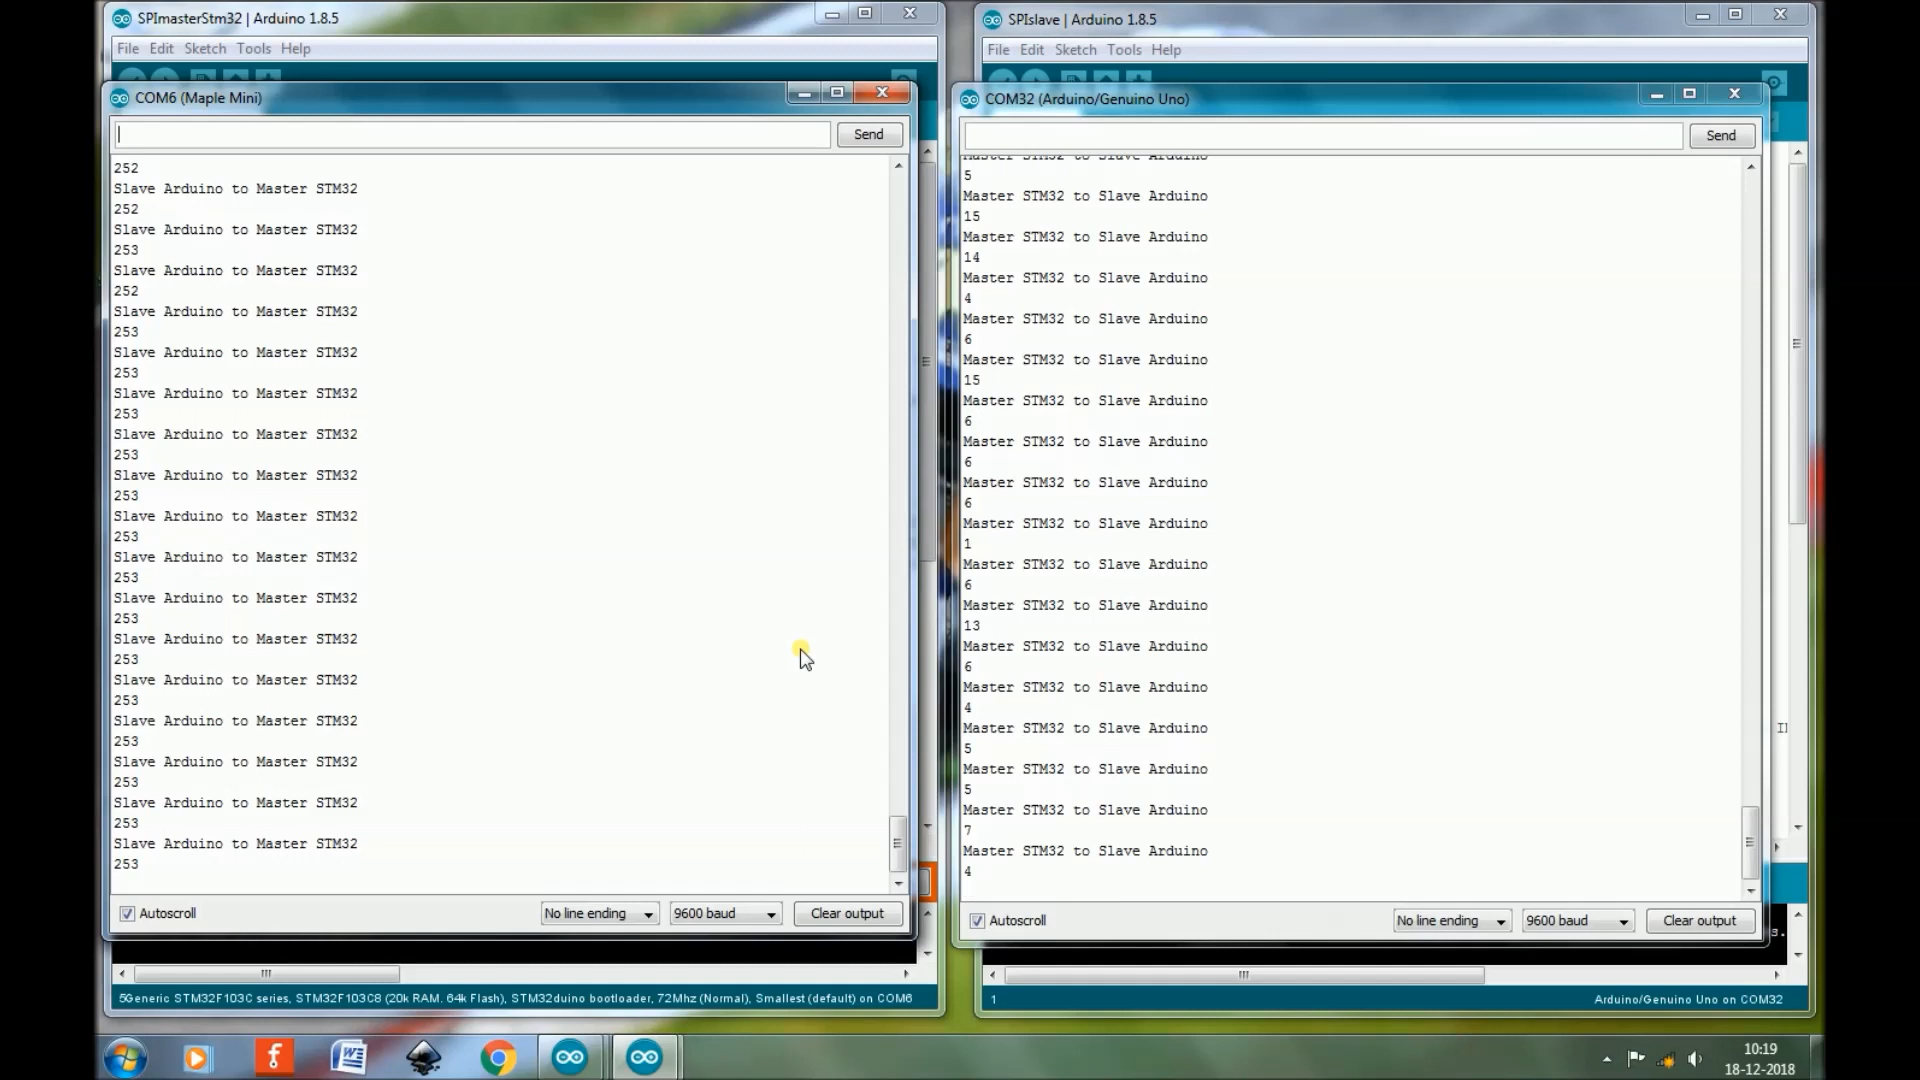 SPImasterStm32 | Arduino 1.8.5
File Edit Sketch Tools Help
COM6 (Maple Mini)
Send
252
Slave Arduino to Master STM32
252
Slave Arduino to Master STM32
253
Slave Arduino to Master STM32
252
Slave Arduino to Master STM32
253
Slave Arduino to Master STM32
253
Slave Arduino to Master STM32
253
Slave Arduino to Master STM32
253
Slave Arduino to Master STM32
253
Slave Arduino to Master STM32
253
Slave Arduino to Master STM32
253
Slave Arduino to Master STM32
253
Slave Arduino to Master STM32
253
Slave Arduino to Master STM32
253
Slave Arduino to Master STM32
253
Slave Arduino to Master STM32
253
Slave Arduino to Master STM32
253
Slave Arduino to Master STM32
253
Autoscroll
No line ending
9600 baud
Clear output
5Generic STM32F103C series, STM32F103C8 (20k RAM. 64k Flash), STM32duino bootloader, 72Mhz (Normal), Smallest (default) on COM6
SPIslave | Arduino 1.8.5
File Edit Sketch Tools Help
COM32 (Arduino/Genuino Uno)
Send
Master STM32 to Slave Arduino
5
Master STM32 to Slave Arduino
15
Master STM32 to Slave Arduino
14
Master STM32 to Slave Arduino
4
Master STM32 to Slave Arduino
6
Master STM32 to Slave Arduino
15
Master STM32 to Slave Arduino
6
Master STM32 to Slave Arduino
6
Master STM32 to Slave Arduino
6
Master STM32 to Slave Arduino
1
Master STM32 to Slave Arduino
6
Master STM32 to Slave Arduino
13
Master STM32 to Slave Arduino
6
Master STM32 to Slave Arduino
4
Master STM32 to Slave Arduino
5
Master STM32 to Slave Arduino
5
Master STM32 to Slave Arduino
7
Master STM32 to Slave Arduino
4
Autoscroll
No line ending
9600 baud
Clear output
s.
1
Arduino/Genuino Uno on COM32
10:19
18-12-2018